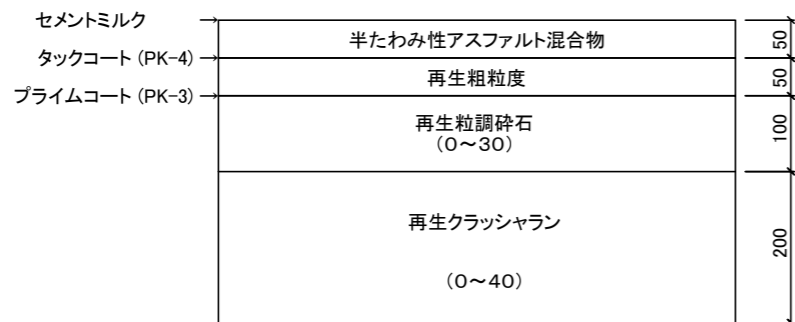 セメントミルク
半たわみ性アスファルト混合物
50
タックコート (PK-4)
再生粗粒度
50
プライムコート (PK-3)
再生粒調砕石
(0～30)
100
再生クラッシャラン
(0～40)
200